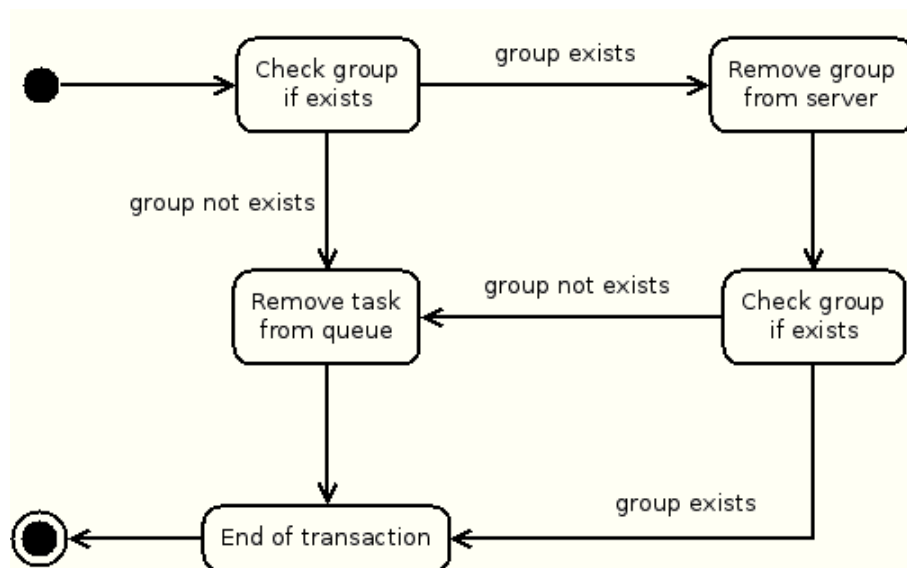 Check group
if exists
group exists
Remove group
from server
group not exists
Remove task
from queue
group not exists
Check group
if exists
group exists
End of transaction